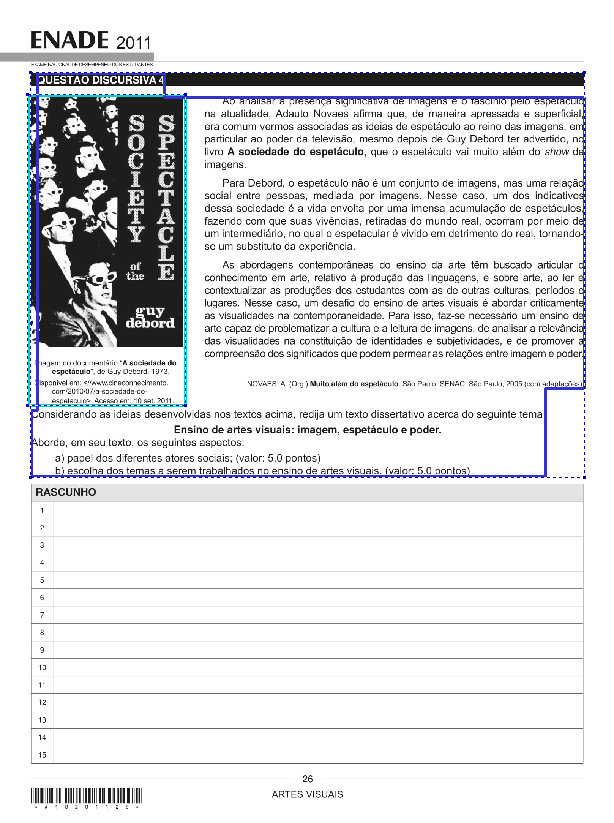 ENADE 2011
EXAME NACIONAL DE DESEMPENHO DOS ESTUDANTES
QUESTÃO DISCURSIVA 4
SOCIETY
SPECTACLE
of
the
guy
debord
Imagem do documentário "A sociedade do
espetáculo", de Guy Debord, 1973.
Disponível em: <//www.cineconhecimento.
com/2010/07/a-sociedade-do-
espetaculo>. Acesso em: 10 set. 2011.
Ao analisar a presença significativa de imagens e o fascínio pelo espetáculo
na atualidade, Adauto Novaes afirma que, de maneira apressada e superficial,
era comum vermos associadas as ideias de espetáculo ao reino das imagens, em
particular ao poder da televisão, mesmo depois de Guy Debord ter advertido, no
livro A sociedade do espetáculo, que o espetáculo vai muito além do show de
imagens.
Para Debord, o espetáculo não é um conjunto de imagens, mas uma relação
social entre pessoas, mediada por imagens. Nesse caso, um dos indicativos
dessa sociedade é a vida envolta por uma imensa acumulação de espetáculos,
fazendo com que suas vivências, retiradas do mundo real, ocorram por meio de
um intermediário, no qual o espetacular é vivido em detrimento do real, tornando-
se um substituto da experiência.
As abordagens contemporâneas do ensino da arte têm buscado articular o
conhecimento em arte, relativo à produção das linguagens, e sobre arte, ao ler e
contextualizar as produções dos estudantes com as de outras culturas, períodos e
lugares. Nesse caso, um desafio do ensino de artes visuais é abordar criticamente
as visualidades na contemporaneidade. Para isso, faz-se necessário um ensino de
arte capaz de problematizar a cultura e a leitura de imagens, de analisar a relevância
das visualidades na constituição de identidades e subjetividades, e de promover a
compreensão dos significados que podem permear as relações entre imagem e poder.
NOVAES, A. (Org.) Muito além do espetáculo. São Paulo: SENAC. São Paulo, 2005 (com adaptações).
Considerando as ideias desenvolvidas nos textos acima, redija um texto dissertativo acerca do seguinte tema
Ensino de artes visuais: imagem, espetáculo e poder.
Aborde, em seu texto, os seguintes aspectos:
a) papel dos diferentes atores sociais; (valor: 5,0 pontos)
b) escolha dos temas a serem trabalhados no ensino de artes visuais. (valor: 5,0 pontos)
RASCUNHO
1
2
3
4
5
6
7
8
9
10
11
12
13
14
15
26
ARTES VISUAIS